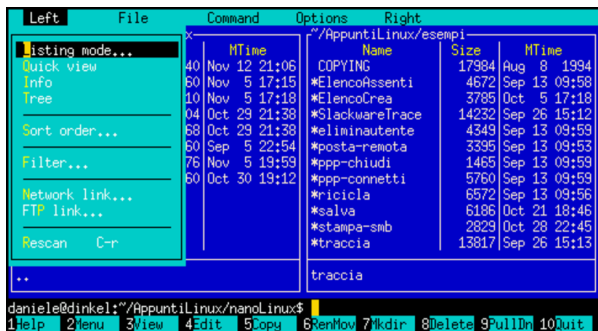 Left File Command Options Right
x ~/AppuntiLinux/esempi
Listing mode... MTime Name Size MTime
Quick view 40 Nov 12 21:06 COPYING 17984 Aug 8 1994
Info 60 Nov 5 17:15 *ElencoAssenti 4672 Sep 13 09:58
Tree 10 Nov 5 17:18 *ElencoCrea 3785 Oct 5 17:18
04 Oct 29 21:38 *SlackwareTrace 14232 Sep 26 15:12
Sort order... 68 Oct 29 21:38 *eliminautente 4349 Sep 13 09:59
60 Sep 5 22:54 *posta-remota 3395 Sep 13 09:53
Filter... 76 Nov 5 19:59 *ppp-chiudi 1465 Sep 13 09:59
60 Oct 30 19:12 *ppp-connetti 5760 Sep 13 09:59
Network link... *ricicla 6572 Sep 13 09:56
FTP link... *salva 6186 Oct 21 18:46
*stampa-smb 2829 Oct 28 22:45
Rescan C-r *traccia 13817 Sep 26 15:13
.. traccia
daniele@dinkel:~/AppuntiLinux/nanoLinux$
1Help 2Menu 3View 4Edit 5Copy 6RenMov 7Mkdir 8Delete 9PullDn 10Quit